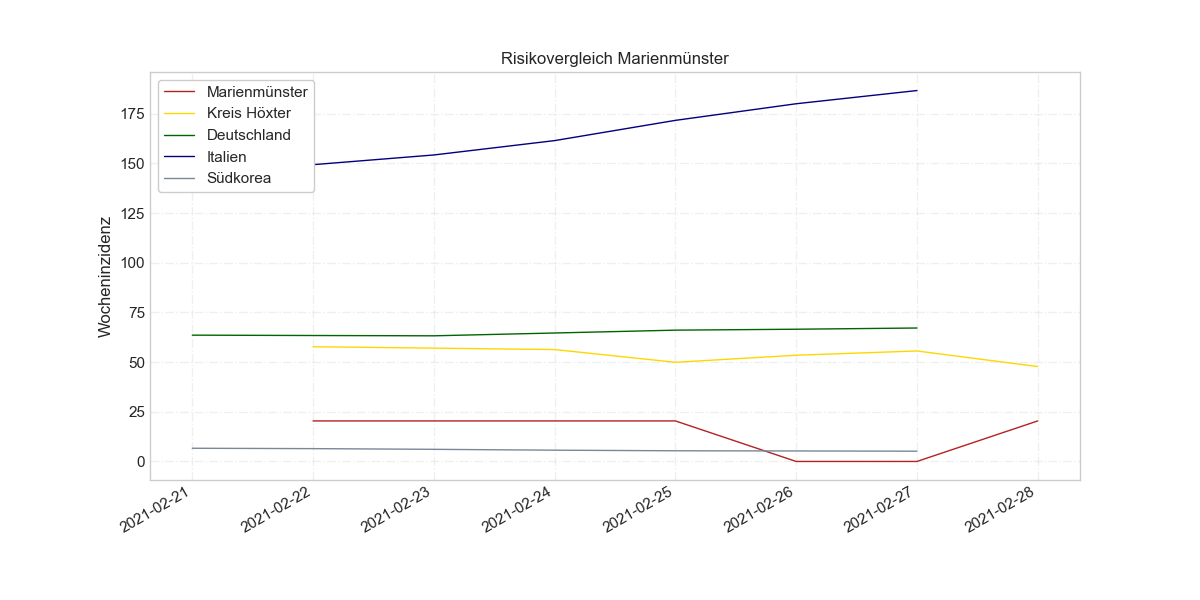 Risikovergleich Marienmünster
Marienmünster
Kreis Höxter
Deutschland
Italien
Südkorea
Wocheninzidenz
175
150
125
100
75
50
25
0
2021-02-21
2021-02-22
2021-02-23
2021-02-24
2021-02-25
2021-02-26
2021-02-27
2021-02-28